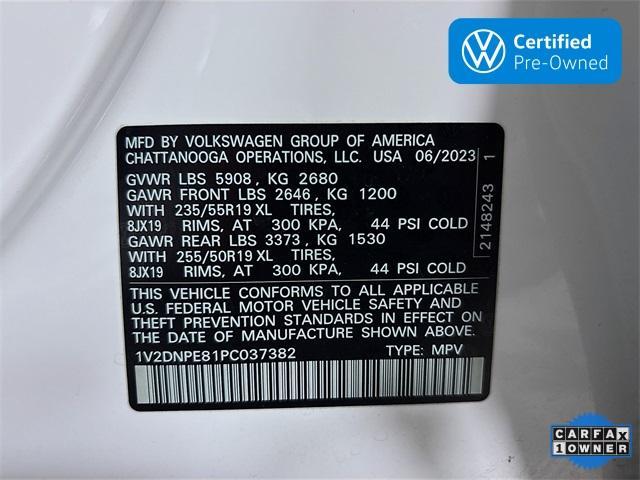 Certified
Pre-Owned
MFD BY VOLKSWAGEN GROUP OF AMERICA
CHATTANOOGA OPERATIONS, LLC. USA 06/2023
GVWR LBS 5908, KG 2680
GAWR FRONT LBS 2646, KG 1200
WITH 235/55R19 XL TIRES,
8JX19 RIMS, AT 300 KPA, 44 PSI COLD
GAWR REAR LBS 3373, KG 1530
WITH 255/50R19 XL TIRES,
8JX19 RIMS, AT 300 KPA, 44 PSI COLD
THIS VEHICLE CONFORMS TO ALL APPLICABLE
U.S. FEDERAL MOTOR VEHICLE SAFETY AND
THEFT PREVENTION STANDARDS IN EFFECT ON
THE DATE OF MANUFACTURE SHOWN ABOVE.
1V2DNPE81PC037382 TYPE: MPV
2148243 1
CARFAX
1 OWNER